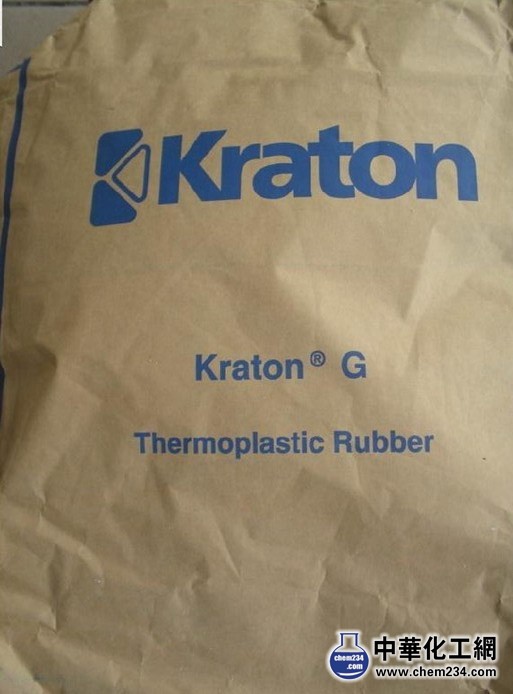 Kraton
Kraton® G
Thermoplastic Rubber
中華化工網
chem234.com
www.chem234.com